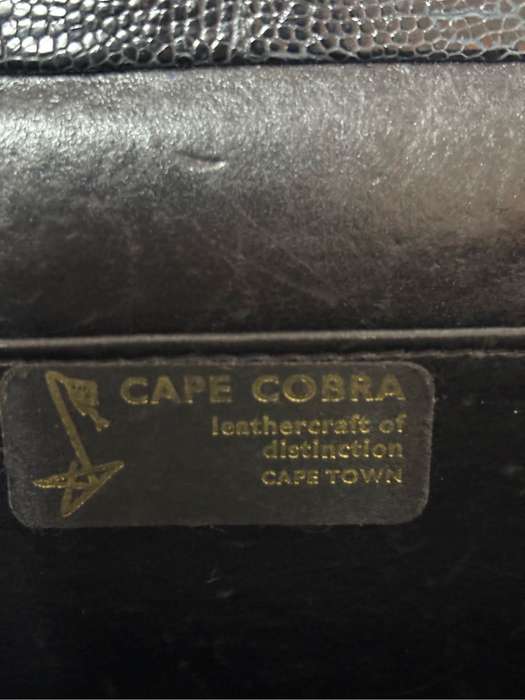 CAPE COBRA
leathercraft of
distinction
CAPE TOWN